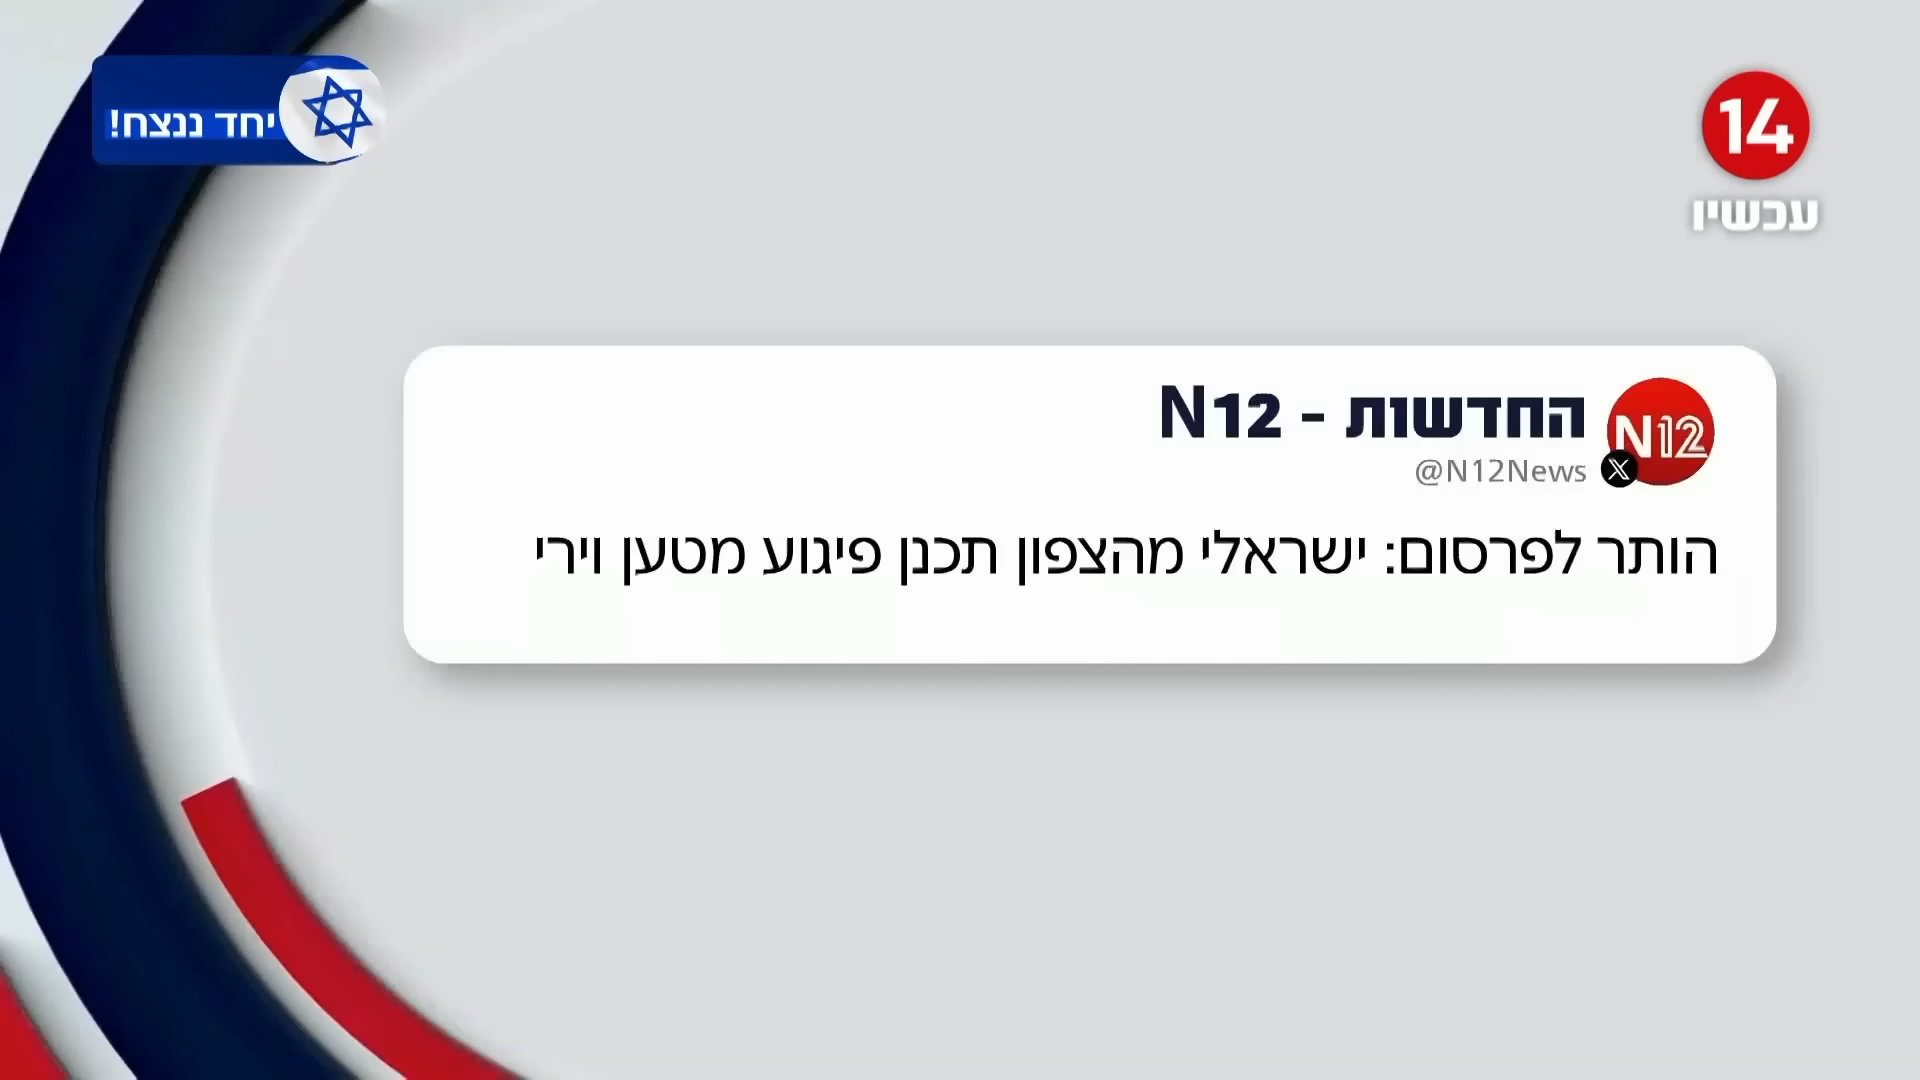 יחד ננצח!
14
עכשיו
החדשות - N12
N12
@N12News
הותר לפרסום: ישראלי מהצפון תכנן פיגוע מטען וירי